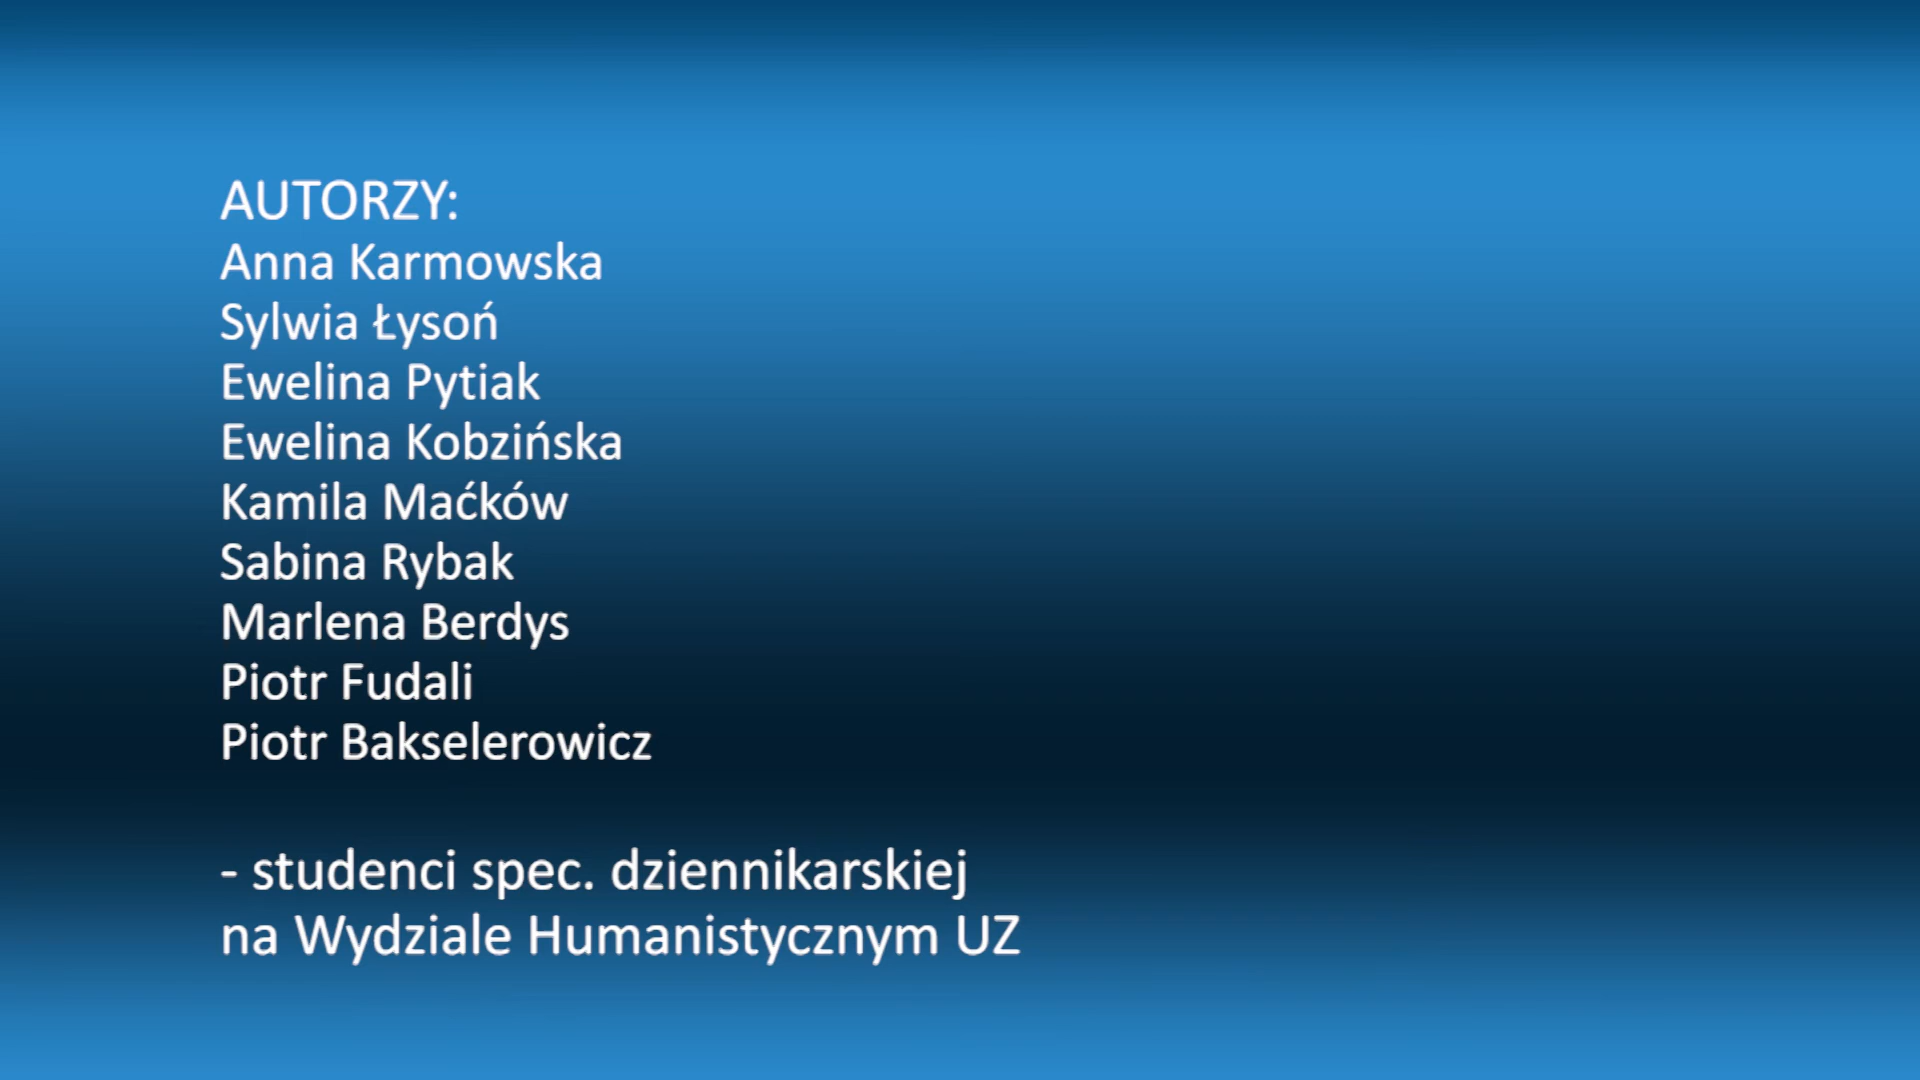 AUTORZY:
Anna Karmowska
Sylwia Łysoń
Ewelina Pytiak
Ewelina Kobzińska
Kamila Maćków
Sabina Rybak
Marlena Berdys
Piotr Fudali
Piotr Bakselerowicz
- studenci spec. dziennikarskiej
na Wydziale Humanistycznym UZ